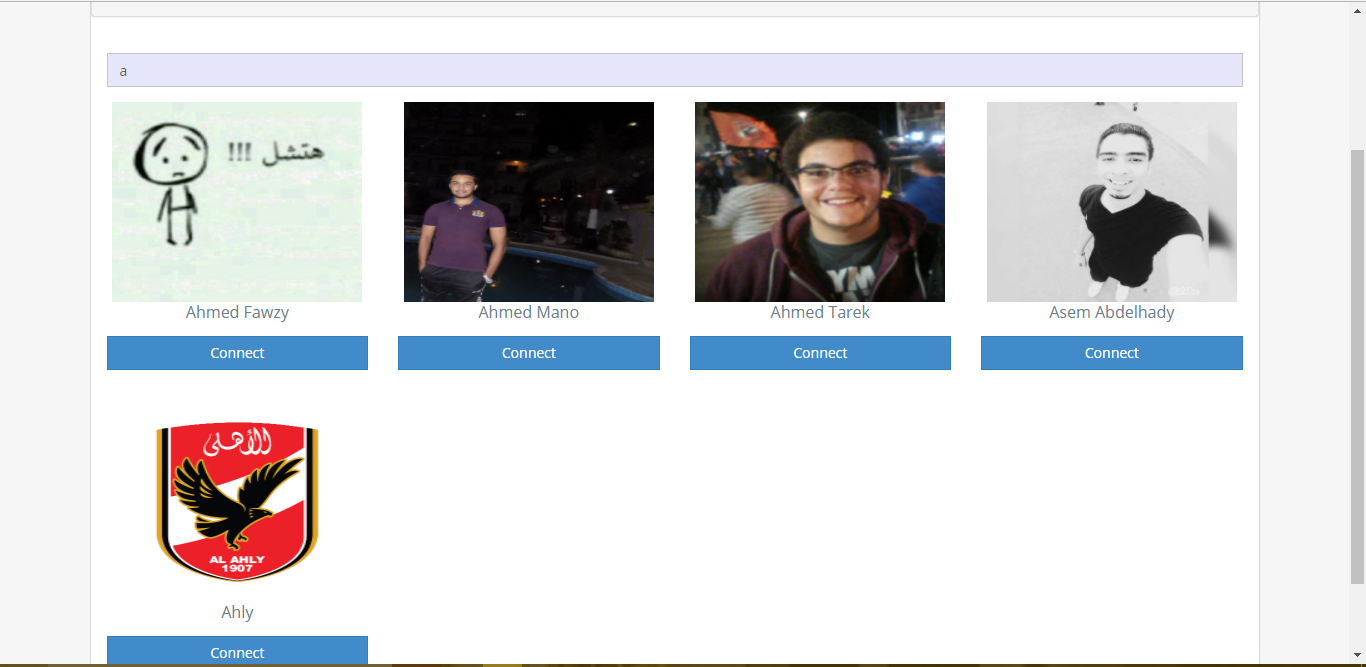 a
هتشل !!!
Ahmed Fawzy
Connect
Ahmed Mano
Connect
Ahmed Tarek
Connect
Asem Abdelhady
Connect
الأهلى
AL AHLY
1907
Ahly
Connect